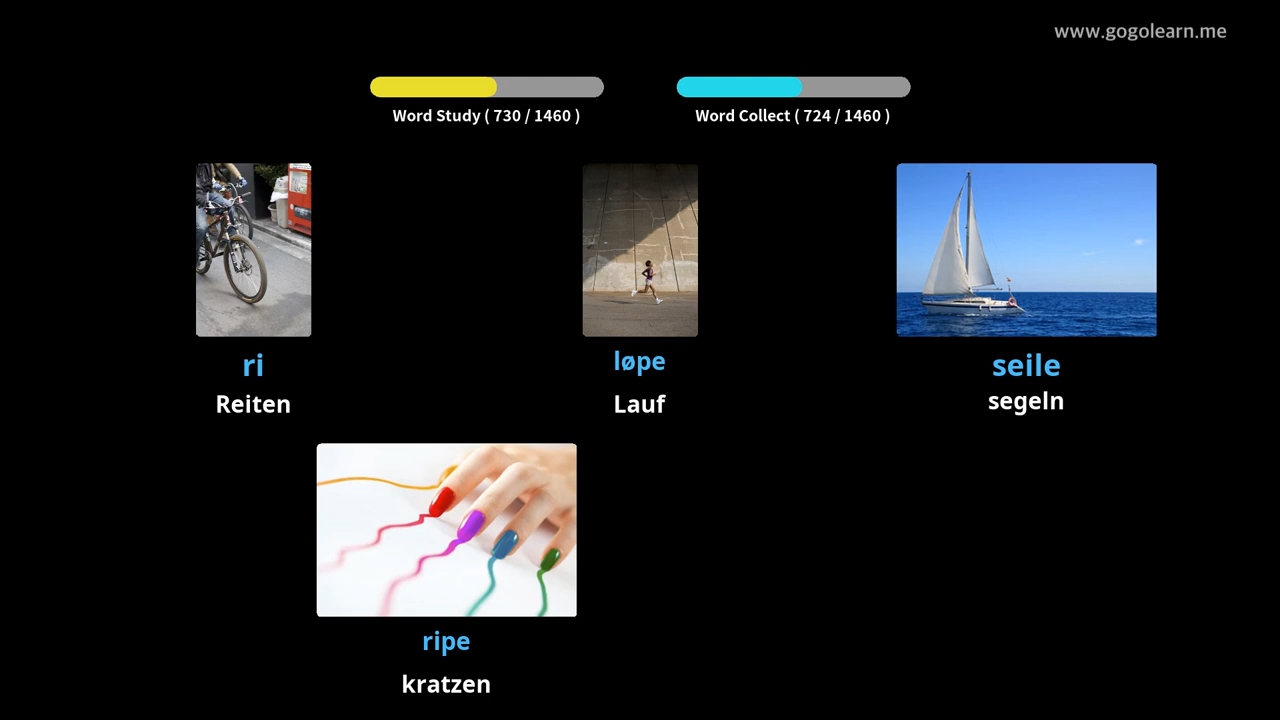 www.gogolearn.me
Word Study ( 730 / 1460 )
Word Collect ( 724 / 1460 )
ri
Reiten
løpe
Lauf
seile
segeln
ripe
kratzen